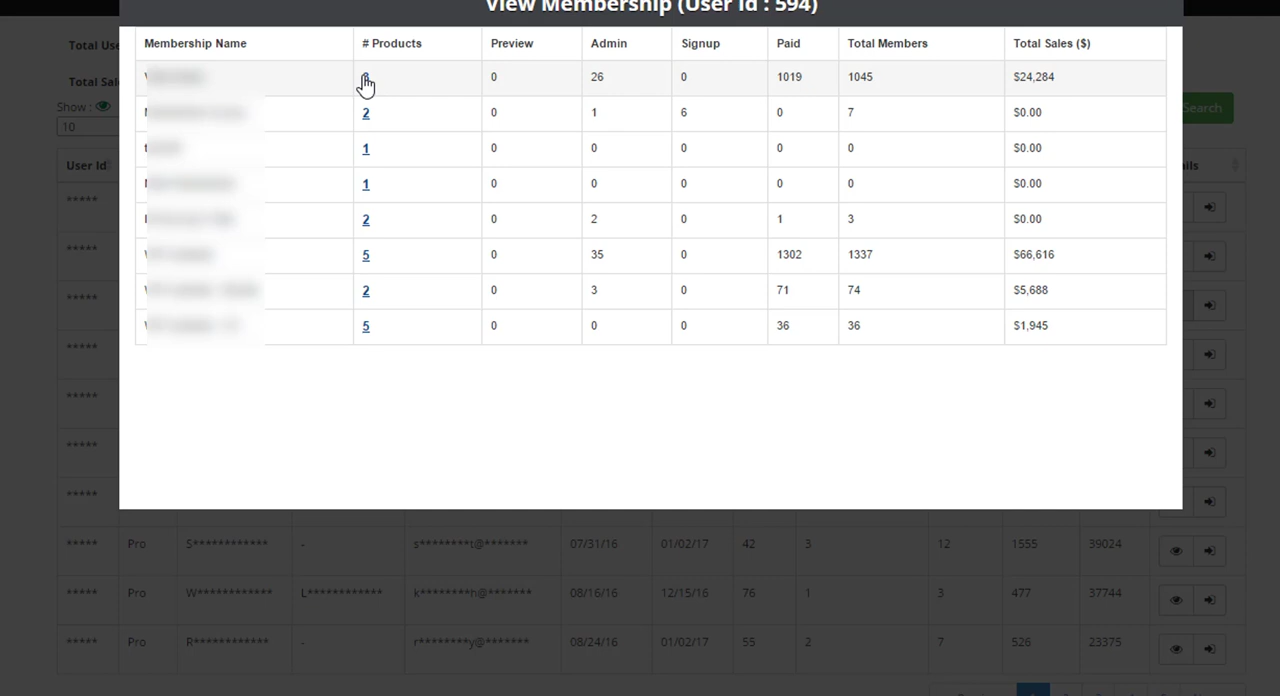 View Membership (User Id : 594)
Membership Name # Products Preview Admin Signup Paid Total Members Total Sales ($)
0 26 0 1019 1045 $24,284
2 0 1 6 0 7 $0.00
1 0 0 0 0 0 $0.00
1 0 0 0 0 0 $0.00
2 0 2 0 1 3 $0.00
5 0 35 0 1302 1337 $66,616
2 0 3 0 71 74 $5,688
5 0 0 0 36 36 $1,945
Total Use
Total Sal
Show :
10
Search
User Id
ils
*****
*****
*****
*****
*****
*****
*****
***** Pro S************ - s********t@******* 07/31/16 01/02/17 42 3 12 1555 39024
***** Pro W************ L************ k********h@******* 08/16/16 12/15/16 76 1 3 477 37744
***** Pro R************ - r********y@******* 08/24/16 01/02/17 55 2 7 526 23375